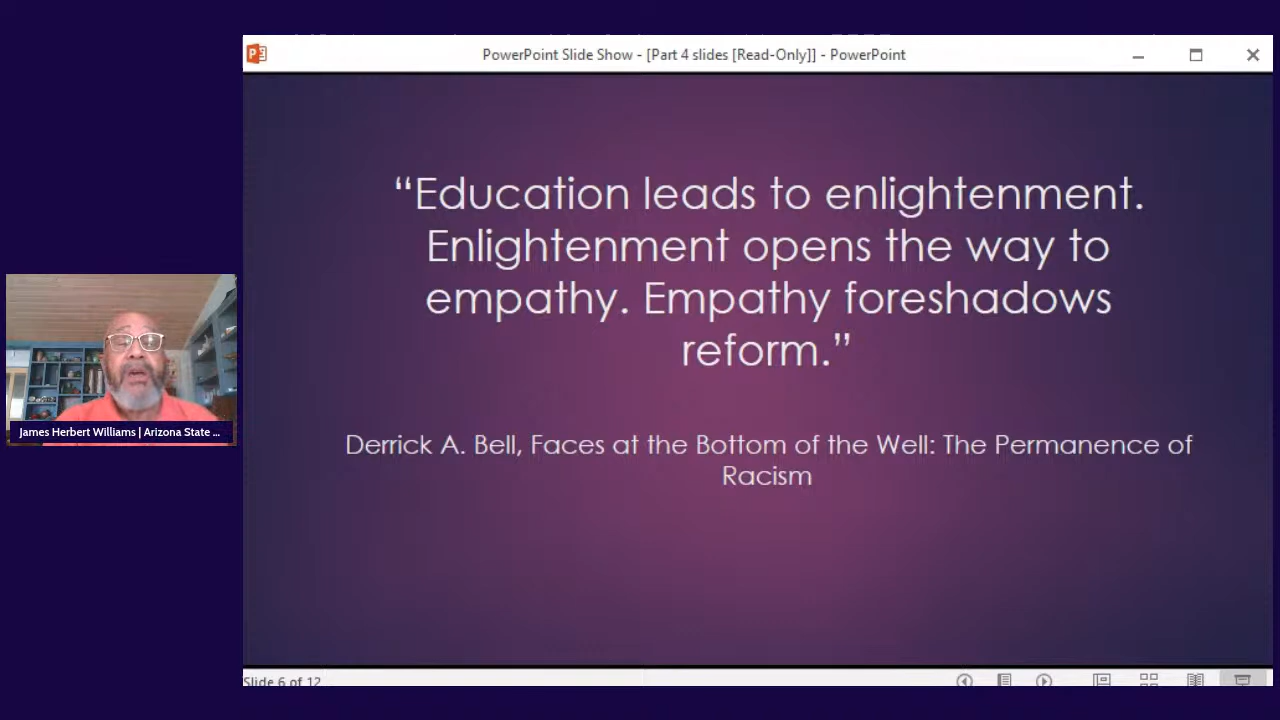 PowerPoint Slide Show - [Part 4 slides [Read-Only]] - PowerPoint
“Education leads to enlightenment.
Enlightenment opens the way to
empathy. Empathy foreshadows
reform.”
Derrick A. Bell, Faces at the Bottom of the Well: The Permanence of
Racism
James Herbert Williams | Arizona State ...
Slide 6 of 12